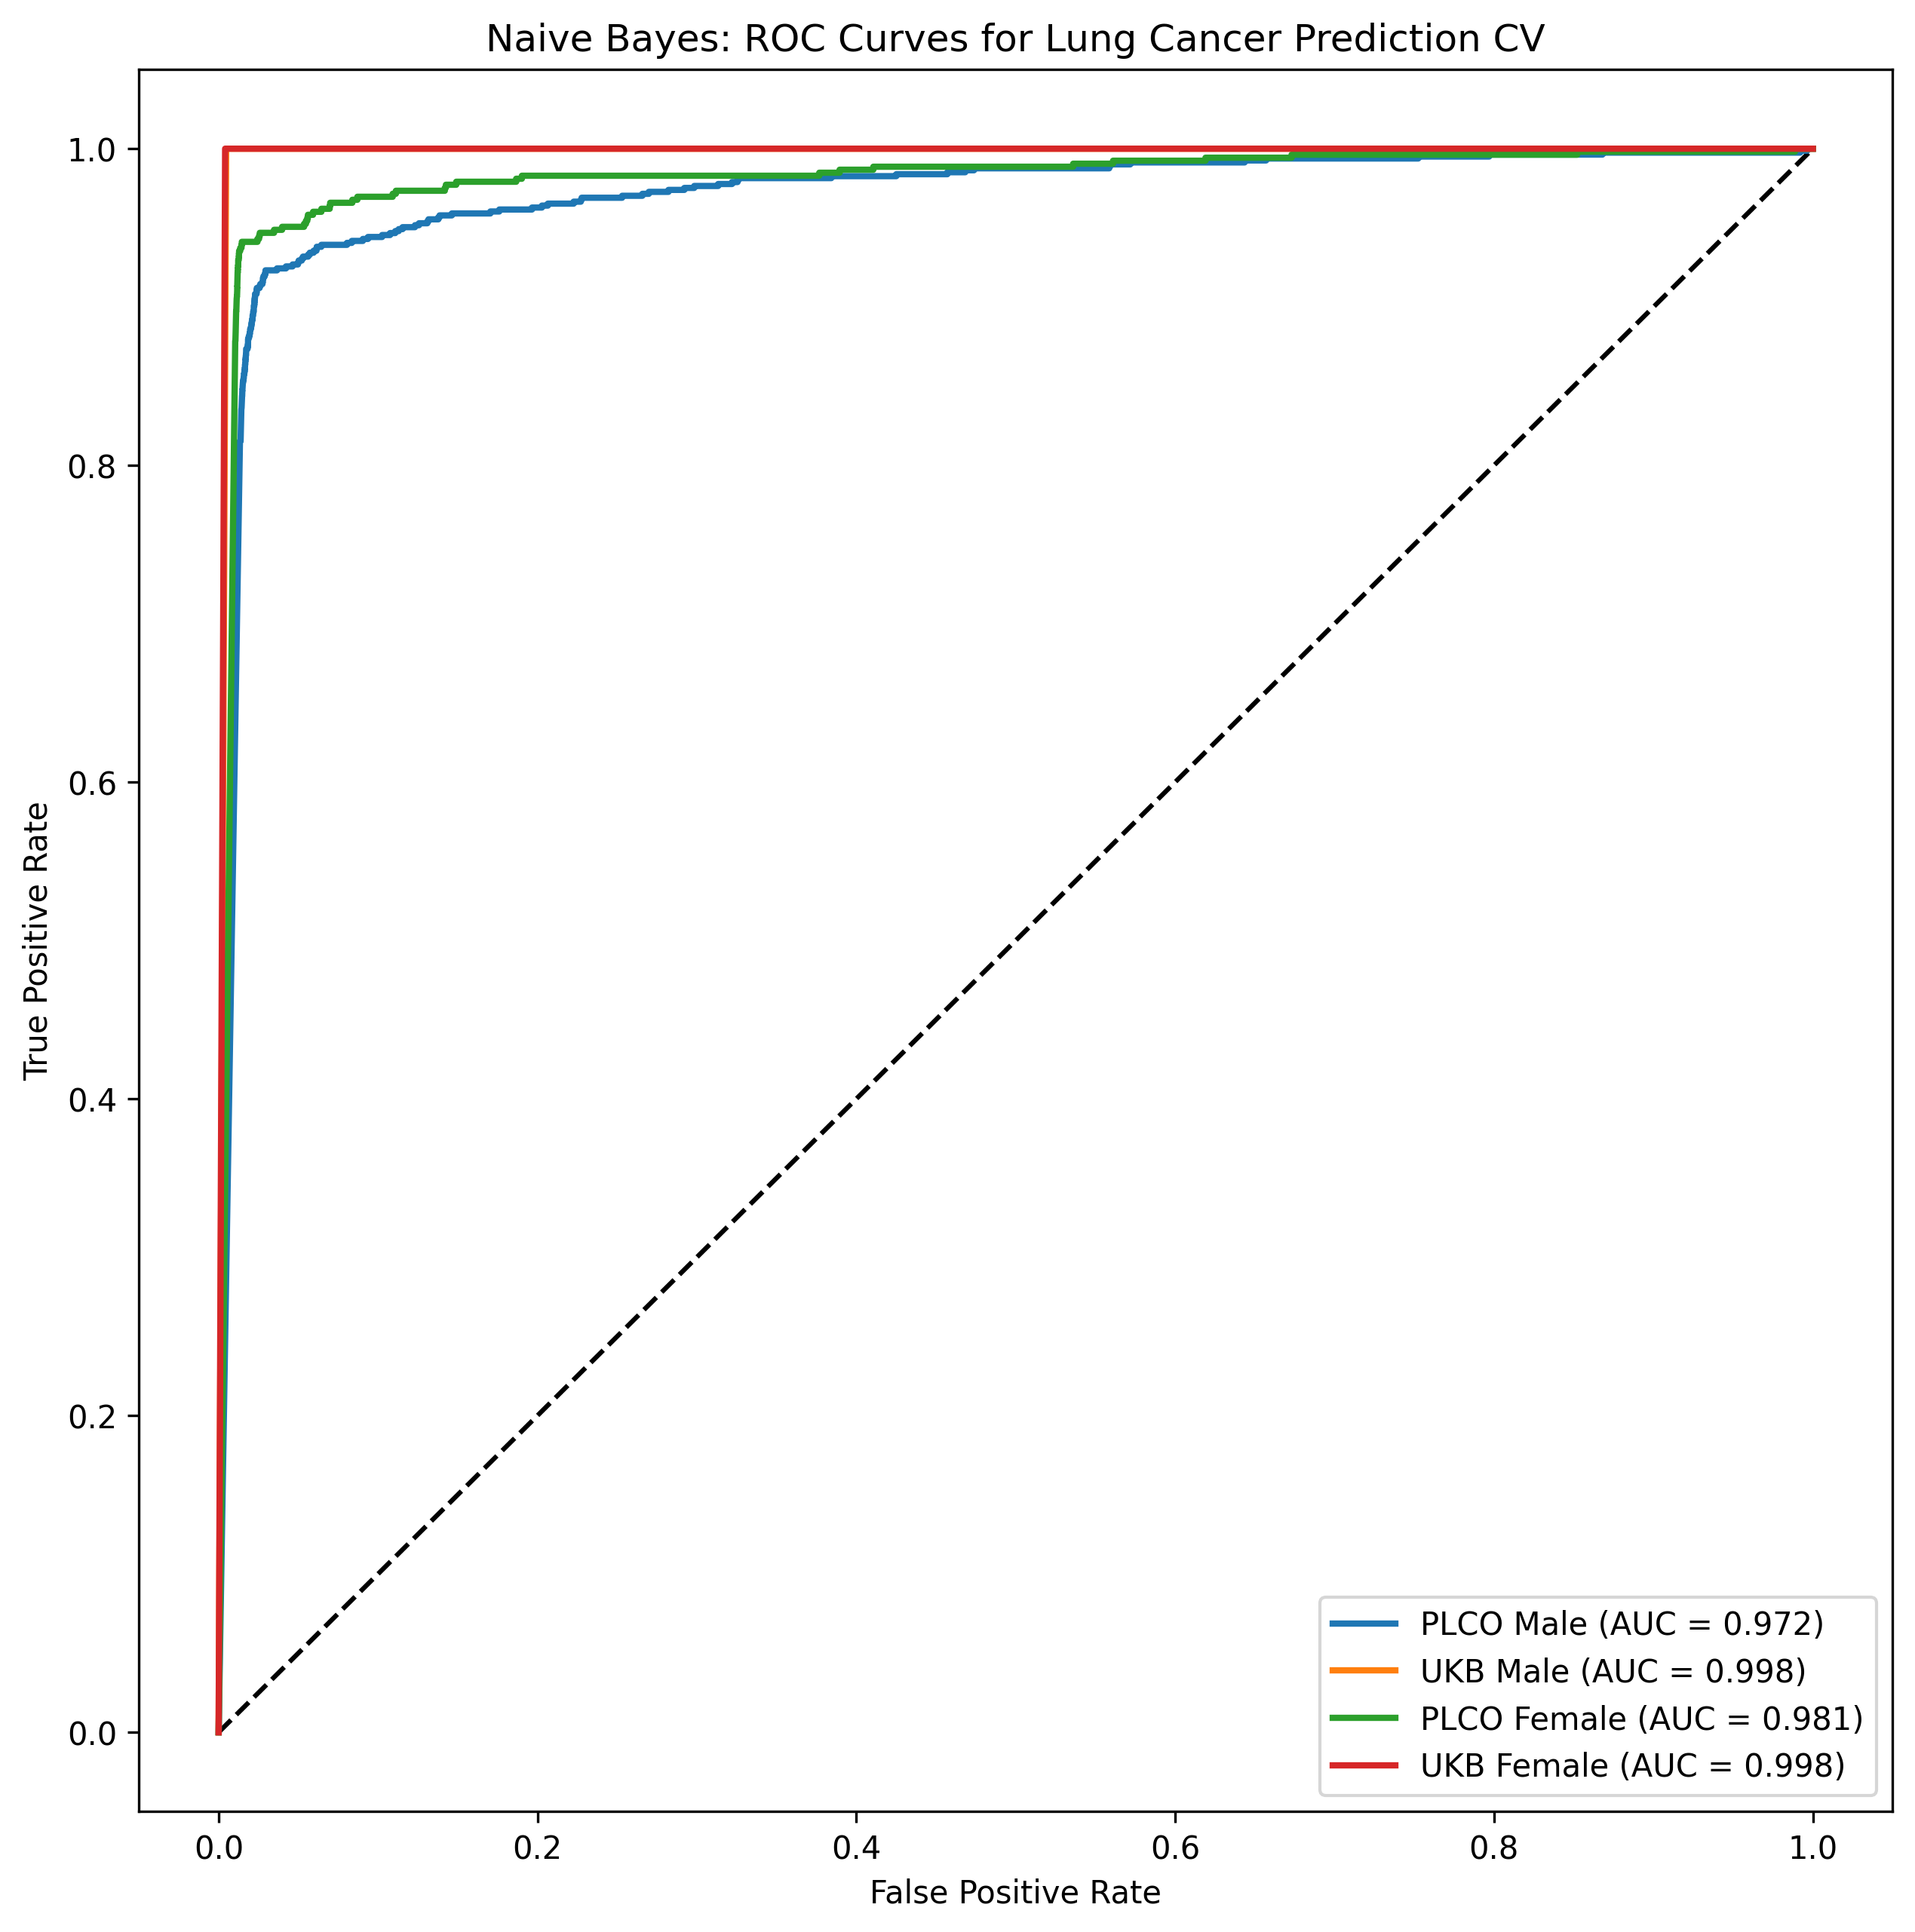 Naive Bayes: ROC Curves for Lung Cancer Prediction CV
True Positive Rate
1.0
0.8
0.6
0.4
0.2
0.0
0.0 0.2 0.4 0.6 0.8 1.0
False Positive Rate
PLCO Male (AUC = 0.972)
UKB Male (AUC = 0.998)
PLCO Female (AUC = 0.981)
UKB Female (AUC = 0.998)